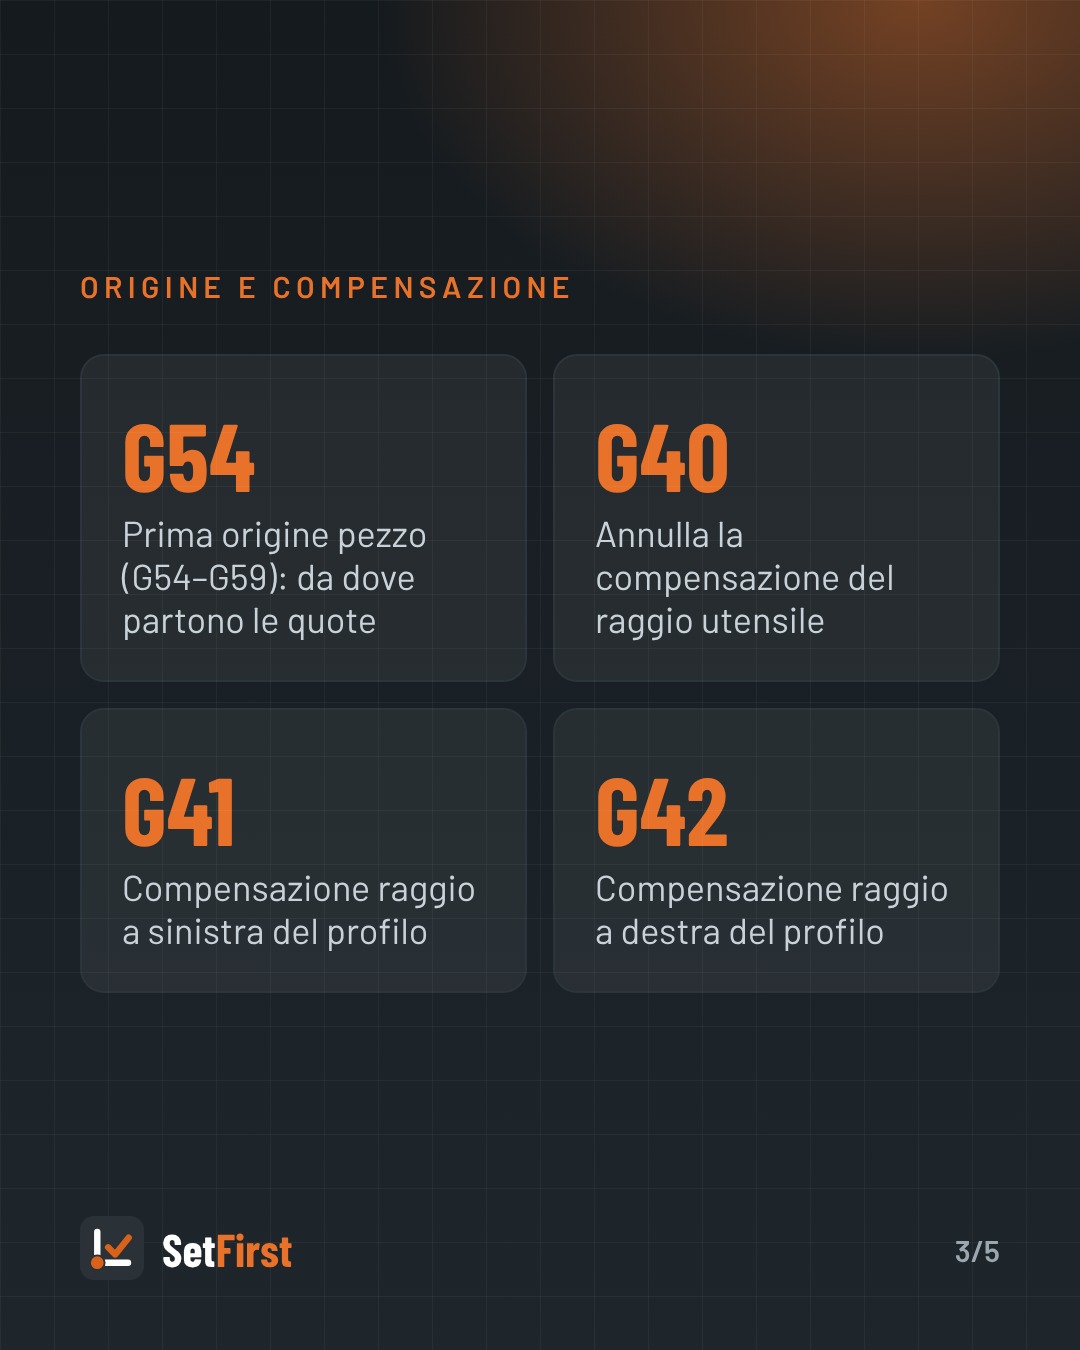 ORIGINE E COMPENSAZIONE
G54
Prima origine pezzo
(G54–G59): da dove
partono le quote
G40
Annulla la
compensazione del
raggio utensile
G41
Compensazione raggio
a sinistra del profilo
G42
Compensazione raggio
a destra del profilo
SetFirst
3/5